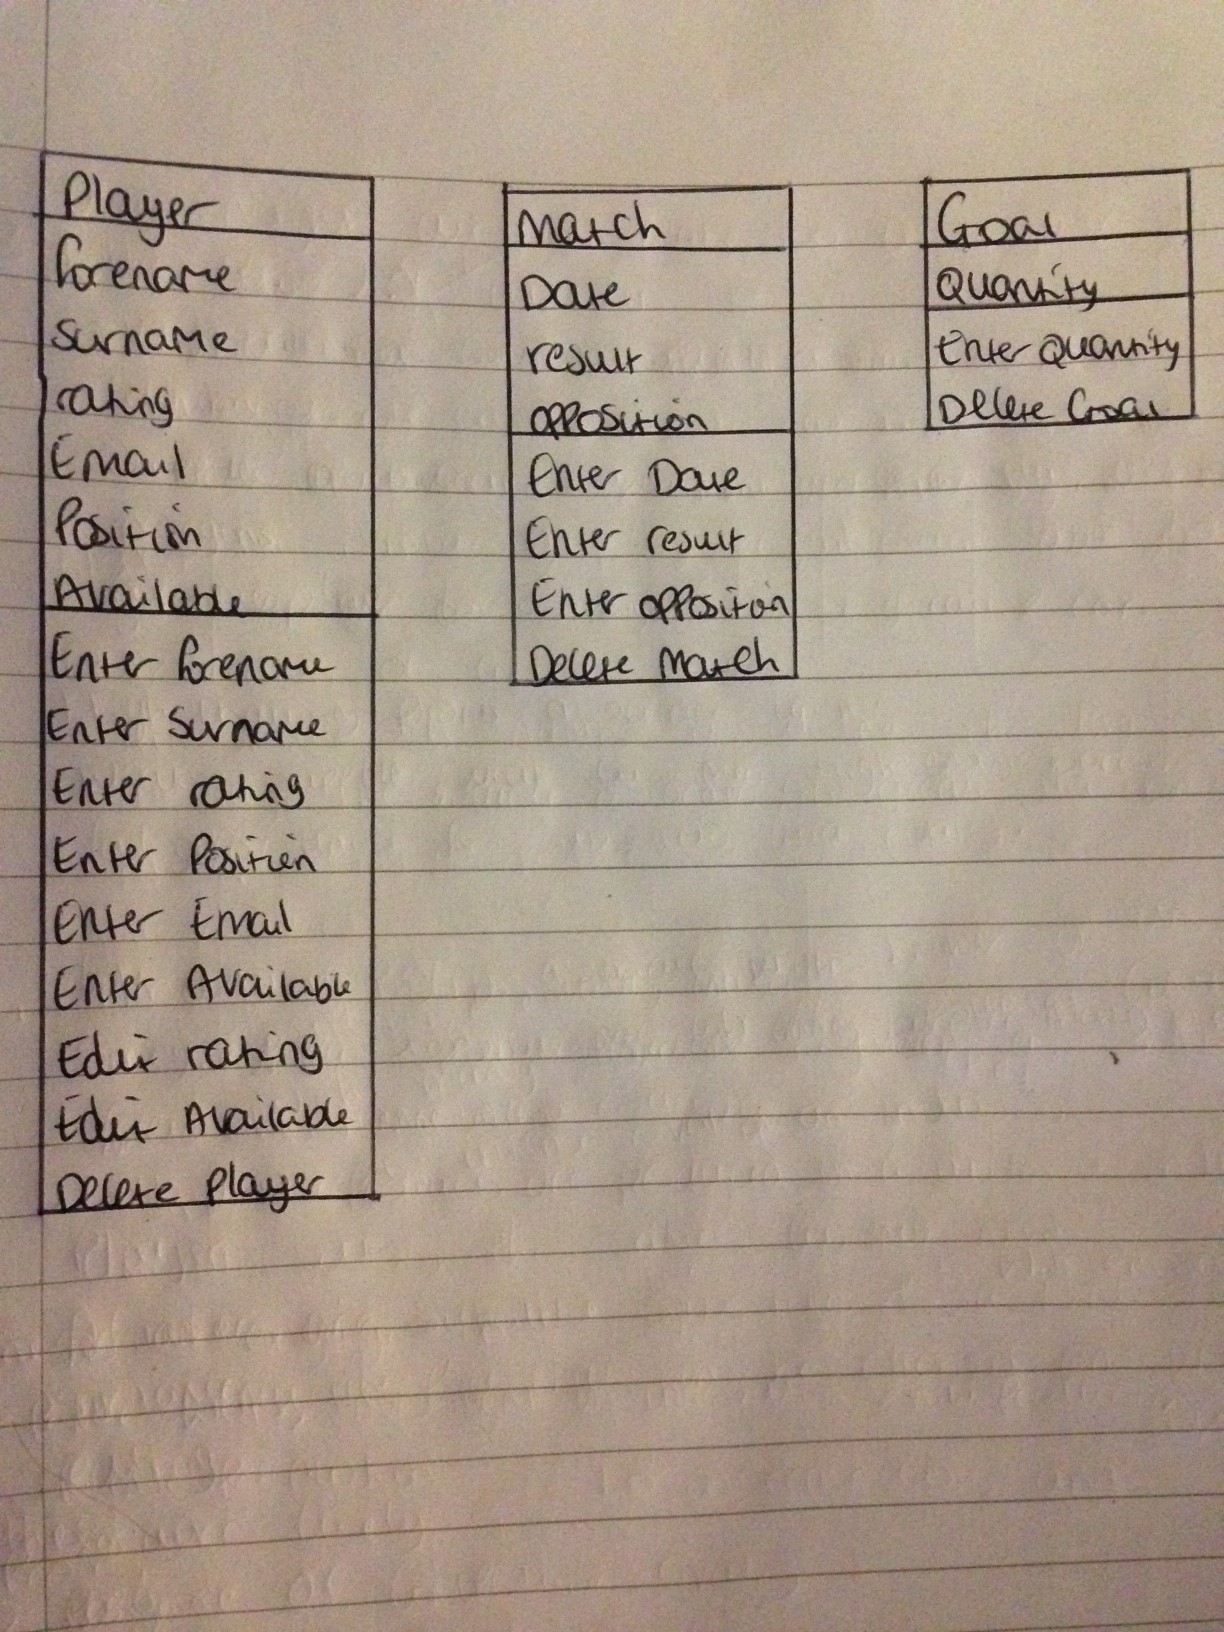 Player
forename
Surname
rating
Email
Position
Available
Enter forename
Enter Surname
Enter rating
Enter Position
Enter Email
Enter Available
Edit rating
Edit Available
Delete Player
Match
Date
result
opposition
Enter Date
Enter result
Enter opposition
Delete Match
Goal
Quantity
Enter Quantity
Delete Goal